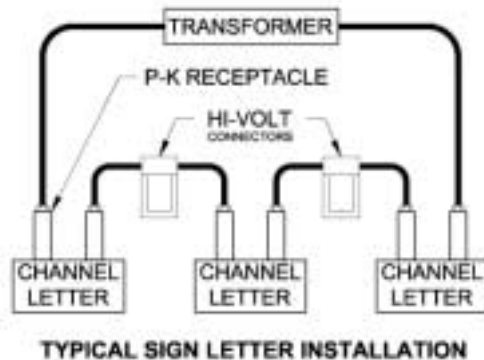 TRANSFORMER
P-K RECEPTACLE
HI-VOLT
CONNECTORS
CHANNEL
LETTER
CHANNEL
LETTER
CHANNEL
LETTER
TYPICAL SIGN LETTER INSTALLATION